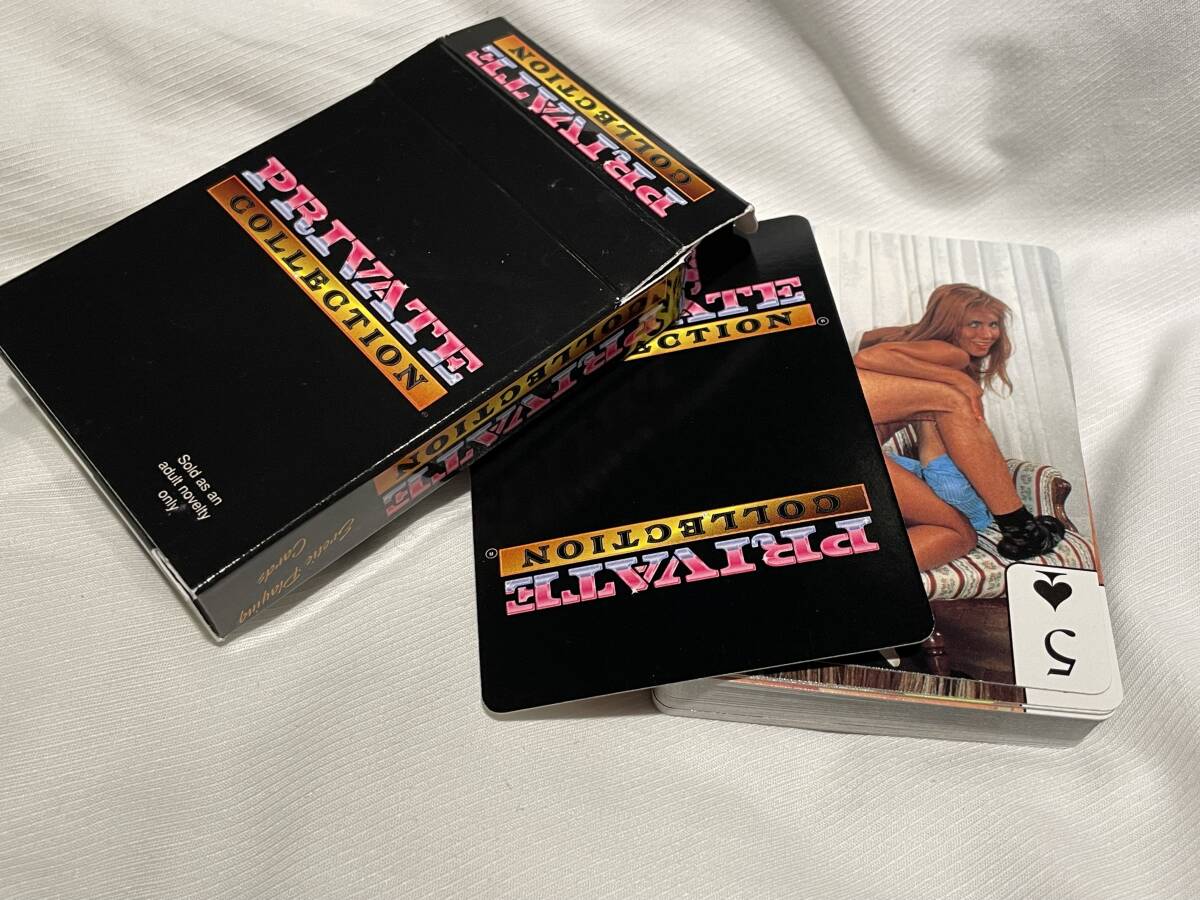 PRIVATE
COLLECTION
PRIVATE
COLLECTION
Sold as an
adult novelty
only
Erotic Playing
Cards
PRIVATE
COLLECTION
PRIVATE
COLLECTION
®
PRIVATE
COLLECTION
®
5